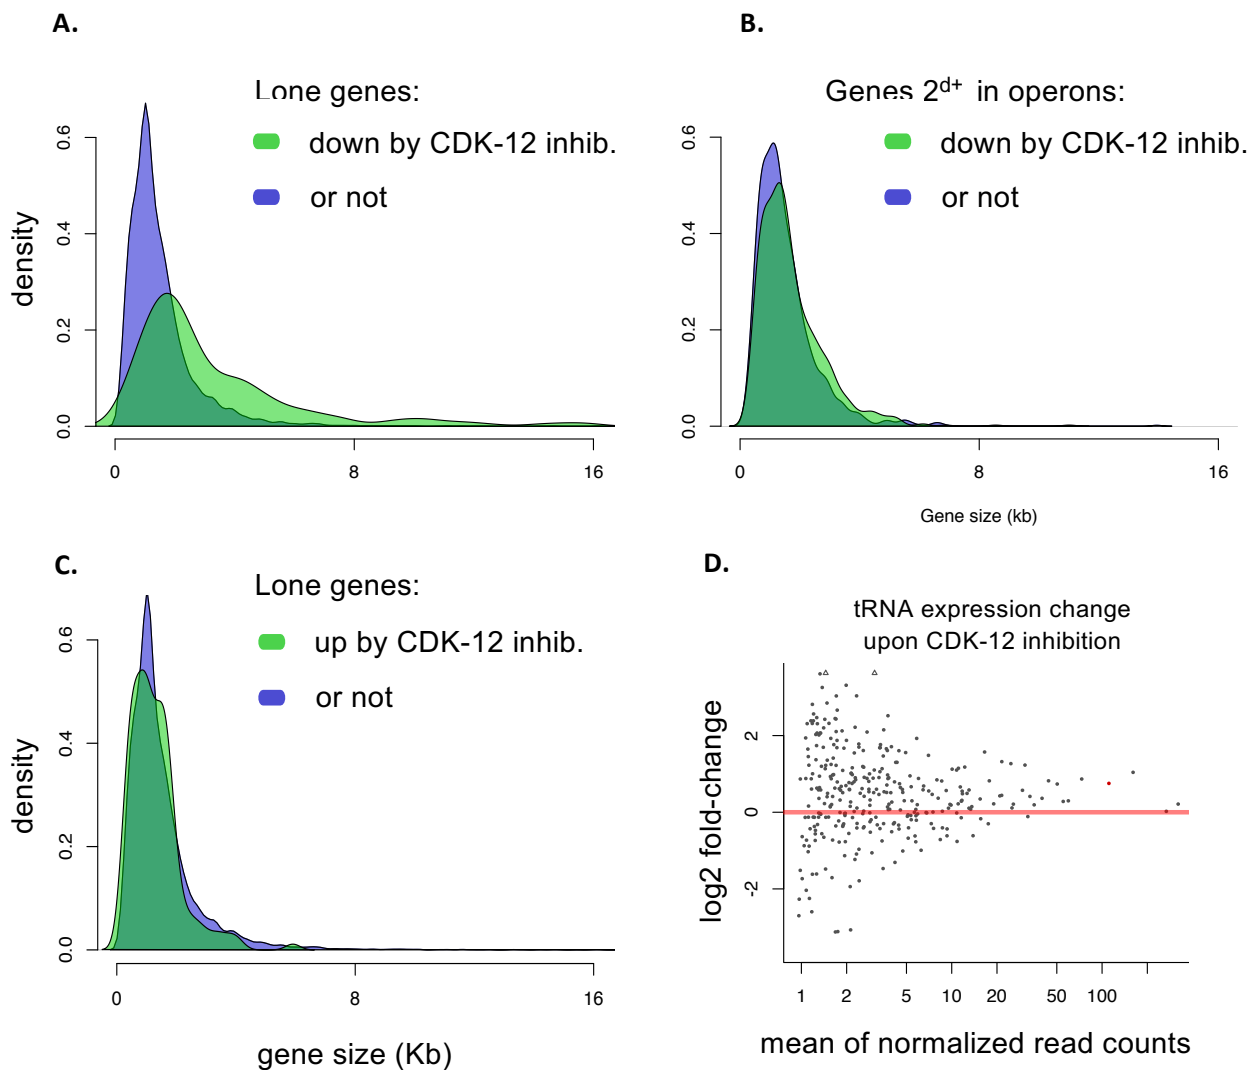 A.
Lone genes:
down by CDK-12 inhib.
or not
density
0.0 0.2 0.4 0.6
0 8 16
B.
Genes 2d+ in operons:
down by CDK-12 inhib.
or not
0.0 0.2 0.4 0.6
0 8 16
Gene size (kb)
C.
Lone genes:
up by CDK-12 inhib.
or not
density
0.0 0.2 0.4 0.6
0 8 16
gene size (Kb)
D.
tRNA expression change
upon CDK-12 inhibition
log2 fold-change
-2 0 2
1 2 5 10 20 50 100
mean of normalized read counts